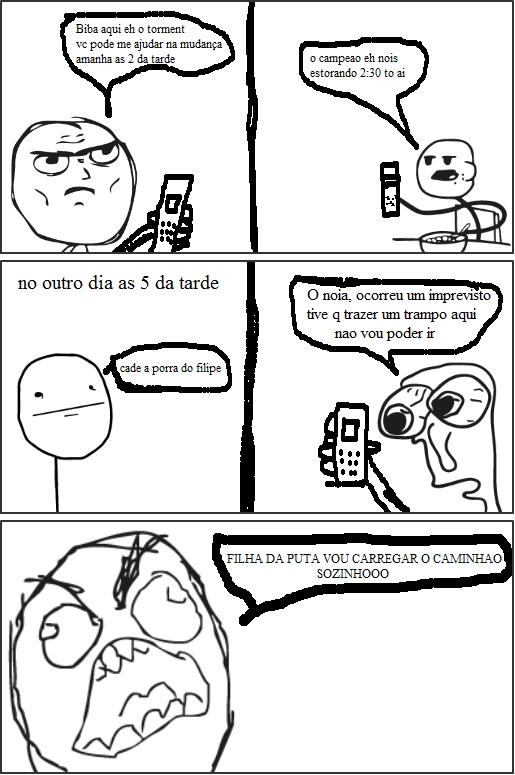 Biba aqui eh o torment
vc pode me ajudar na mudança
amanha as 2 da tarde
o campeao eh nois
estorando 2:30 to ai
no outro dia as 5 da tarde
cade a porra do filipe
O noia, ocorreu um imprevisto
tive q trazer um trampo aqui
nao vou poder ir
FILHA DA PUTA VOU CARREGAR O CAMINHAO
SOZINHOOO